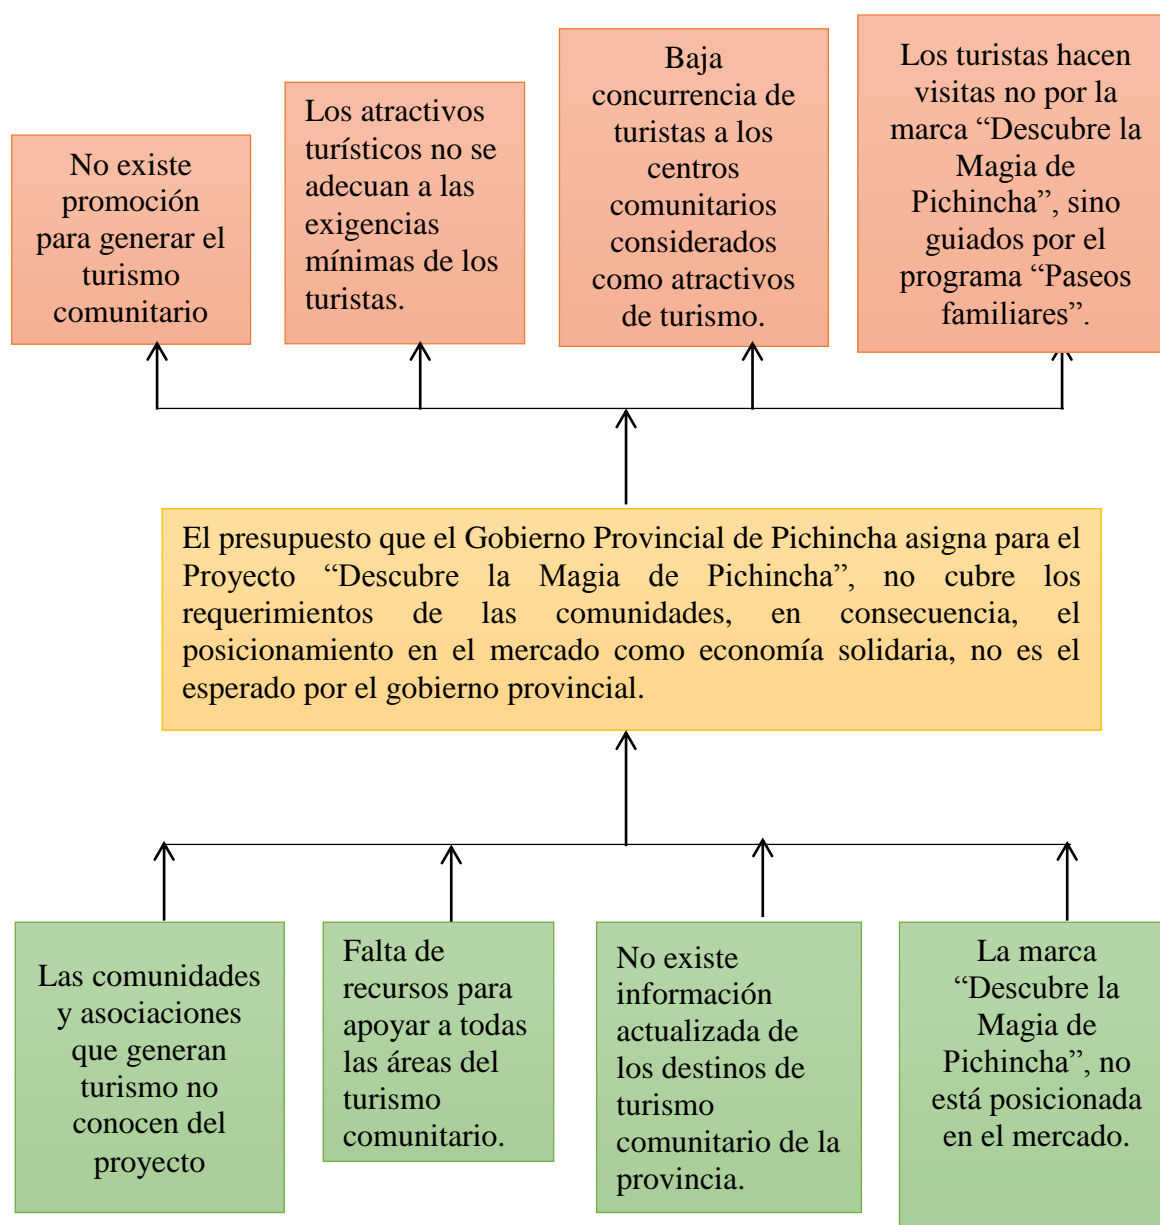 No existe
promoción
para generar el
turismo
comunitario
Los atractivos
turísticos no se
adecuan a las
exigencias
mínimas de los
turistas.
Baja
concurrencia de
turistas a los
centros
comunitarios
considerados
como atractivos
de turismo.
Los turistas hacen
visitas no por la
marca “Descubre la
Magia de
Pichincha”, sino
guiados por el
programa “Paseos
familiares”.
El presupuesto que el Gobierno Provincial de Pichincha asigna para el
Proyecto “Descubre la Magia de Pichincha”, no cubre los
requerimientos de las comunidades, en consecuencia, el
posicionamiento en el mercado como economía solidaria, no es el
esperado por el gobierno provincial.
Las comunidades
y asociaciones
que generan
turismo no
conocen del
proyecto
Falta de
recursos para
apoyar a todas
las áreas del
turismo
comunitario.
No existe
información
actualizada de
los destinos de
turismo
comunitario de la
provincia.
La marca
“Descubre la
Magia de
Pichincha”, no
está posicionada
en el mercado.